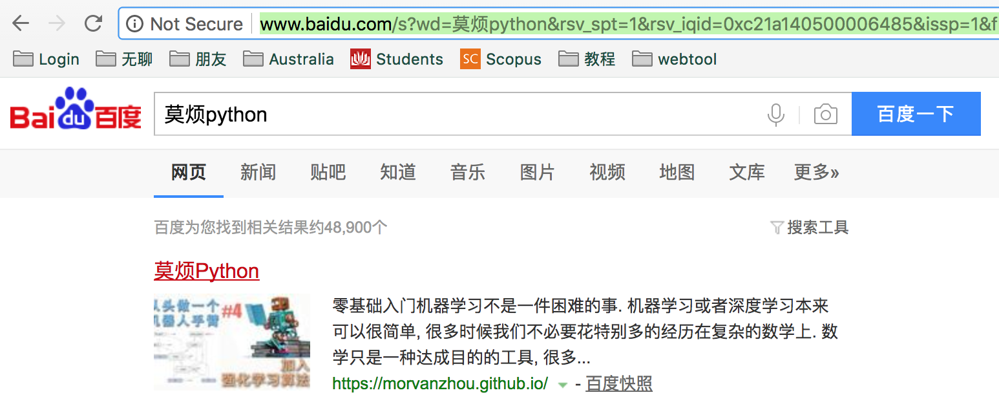 Not Secure www.baidu.com/s?wd=莫烦python&rsv_spt=1&rsv_iqid=0xc21a140500006485&issp=1&f
Login 无聊 朋友 Australia Students SC Scopus 教程 webtool
Bai du 百度 莫烦python 百度一下
网页 新闻 贴吧 知道 音乐 图片 视频 地图 文库 更多»
百度为您找到相关结果约48,900个 搜索工具
莫烦Python
从头做一个
机器人手臂 #4
加入
强化学习算法
零基础入门机器学习不是一件困难的事. 机器学习或者深度学习本来
可以很简单, 很多时候我们不必要花特别多的经历在复杂的数学上. 数
学只是一种达成目的的工具, 很多...
https://morvanzhou.github.io/ - 百度快照